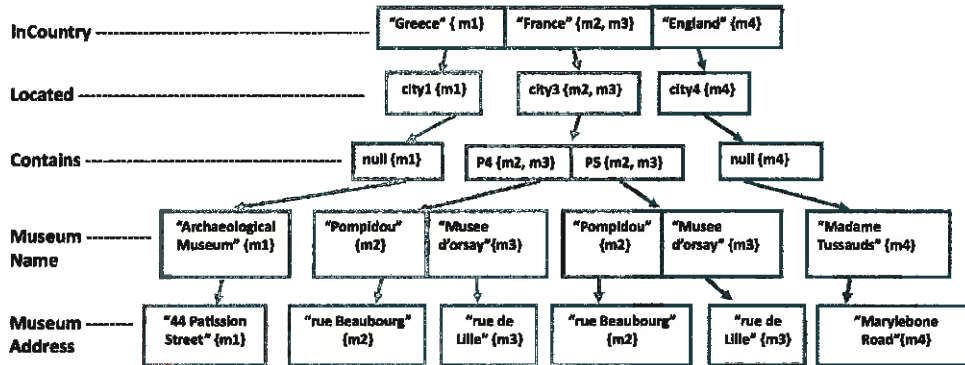 InCountry
"Greece" { m1} "France" {m2, m3} "England" {m4}
Located
city1 {m1} city3 {m2, m3} city4 {m4}
Contains
null {m1} P4 {m2, m3} P5 {m2, m3} null {m4}
Museum
Name
"Archaeological
Museum" {m1}
"Pompidou"
{m2}
"Musee
d'orsay"{m3}
"Pompidou"
{m2}
"Musee
d'orsay" {m3}
"Madame
Tussauds" {m4}
Museum
Address
"44 Patission
Street" {m1}
"rue Beaubourg"
{m2}
"rue de
Lille" {m3}
"rue Beaubourg"
{m2}
"rue de
Lille" {m3}
"Marylebone
Road"{m4}